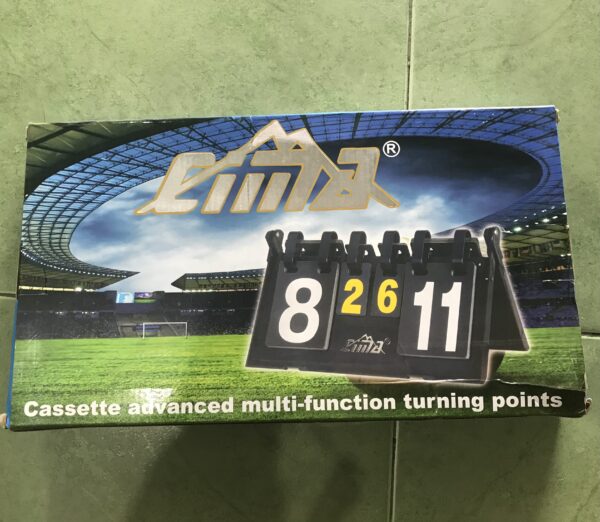 cima ®
8 2 6 11
cima ®
Cassette advanced multi-function turning points